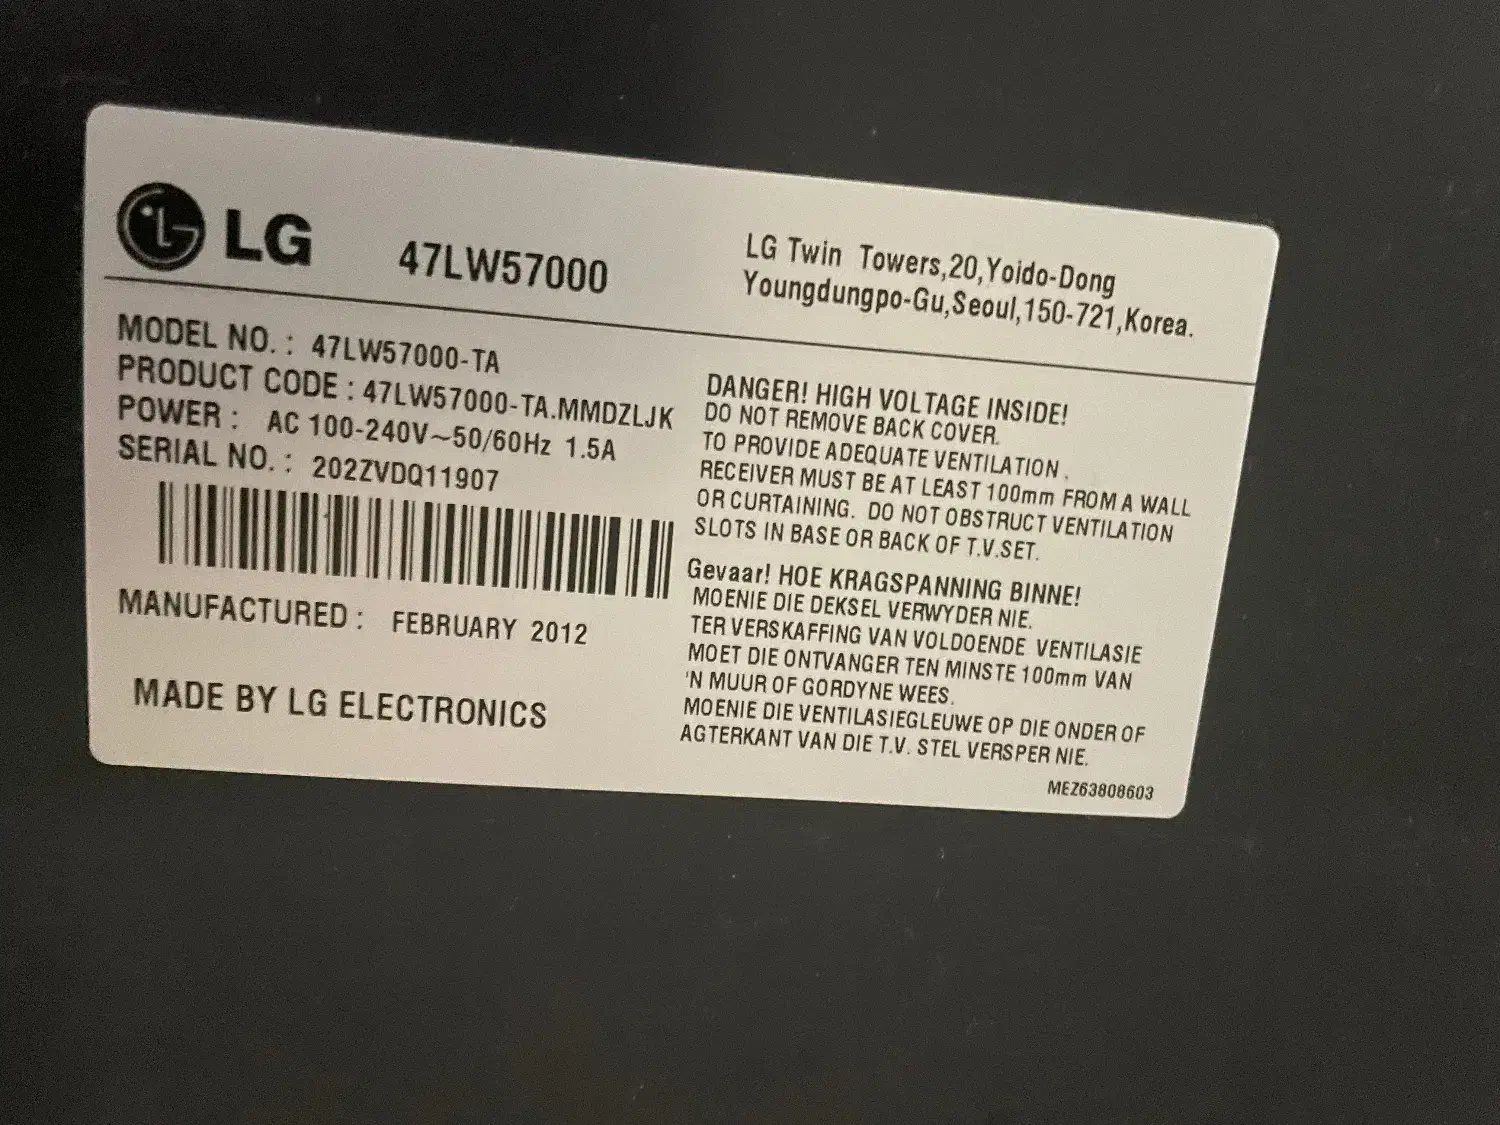 LG 47LW57000
LG Twin Towers,20,Yoido-Dong
Youngdungpo-Gu,Seoul,150-721,Korea.
MODEL NO. : 47LW57000-TA
PRODUCT CODE : 47LW57000-TA.MMDZLJK
POWER : AC 100-240V~50/60Hz 1.5A
SERIAL NO. : 202ZVDQ11907
MANUFACTURED : FEBRUARY 2012
MADE BY LG ELECTRONICS
DANGER! HIGH VOLTAGE INSIDE!
DO NOT REMOVE BACK COVER.
TO PROVIDE ADEQUATE VENTILATION .
RECEIVER MUST BE AT LEAST 100mm FROM A WALL
OR CURTAINING. DO NOT OBSTRUCT VENTILATION
SLOTS IN BASE OR BACK OF T.V.SET.
Gevaar! HOE KRAGSPANNING BINNE!
MOENIE DIE DEKSEL VERWYDER NIE.
TER VERSKAFFING VAN VOLDOENDE VENTILASIE
MOET DIE ONTVANGER TEN MINSTE 100mm VAN
'N MUUR OF GORDYNE WEES.
MOENIE DIE VENTILASIEGLEUWE OP DIE ONDER OF
AGTERKANT VAN DIE T.V. STEL VERSPER NIE.
MEZ63808603